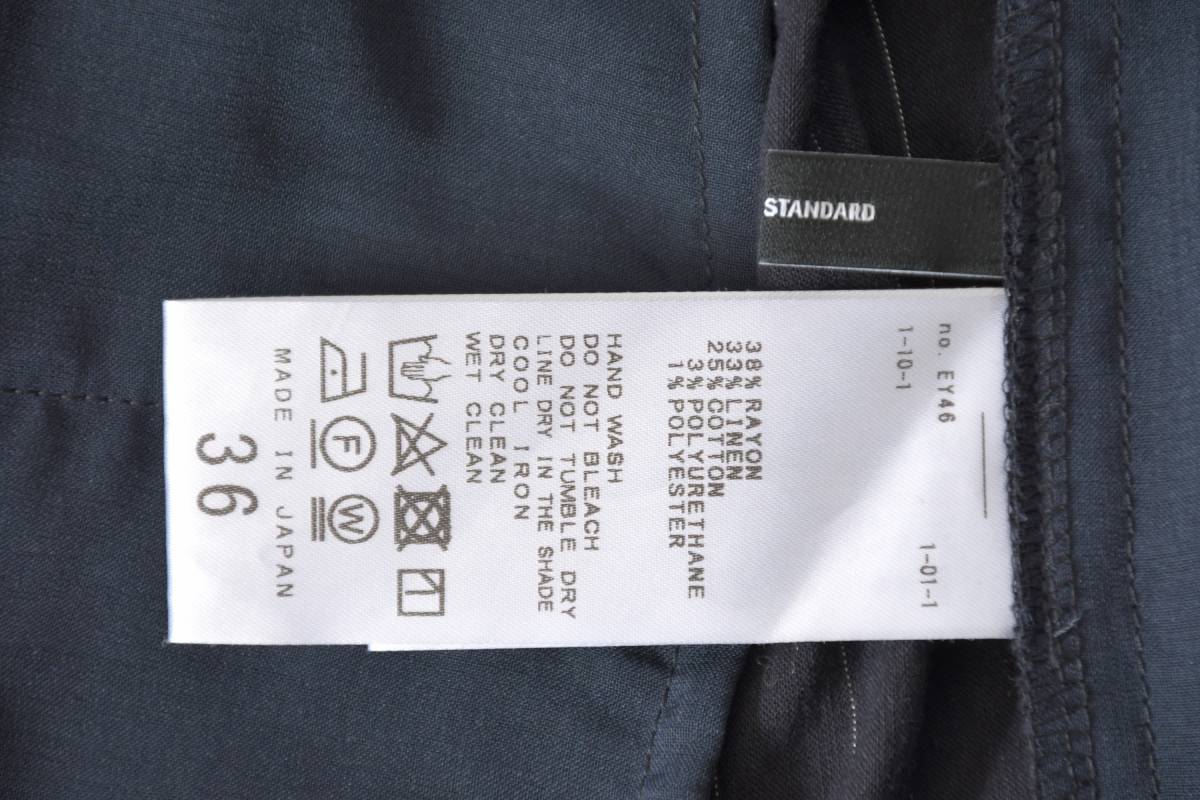 STANDARD
no. EY46
1-01-1
1-10-1
38% RAYON
33% LINEN
25% COTTON
3% POLYURETHANE
1% POLYESTER
HAND WASH
DO NOT BLEACH
DO NOT TUMBLE DRY
LINE DRY IN THE SHADE
COOL IRON
DRY CLEAN
WET CLEAN
F W
MADE IN JAPAN
36